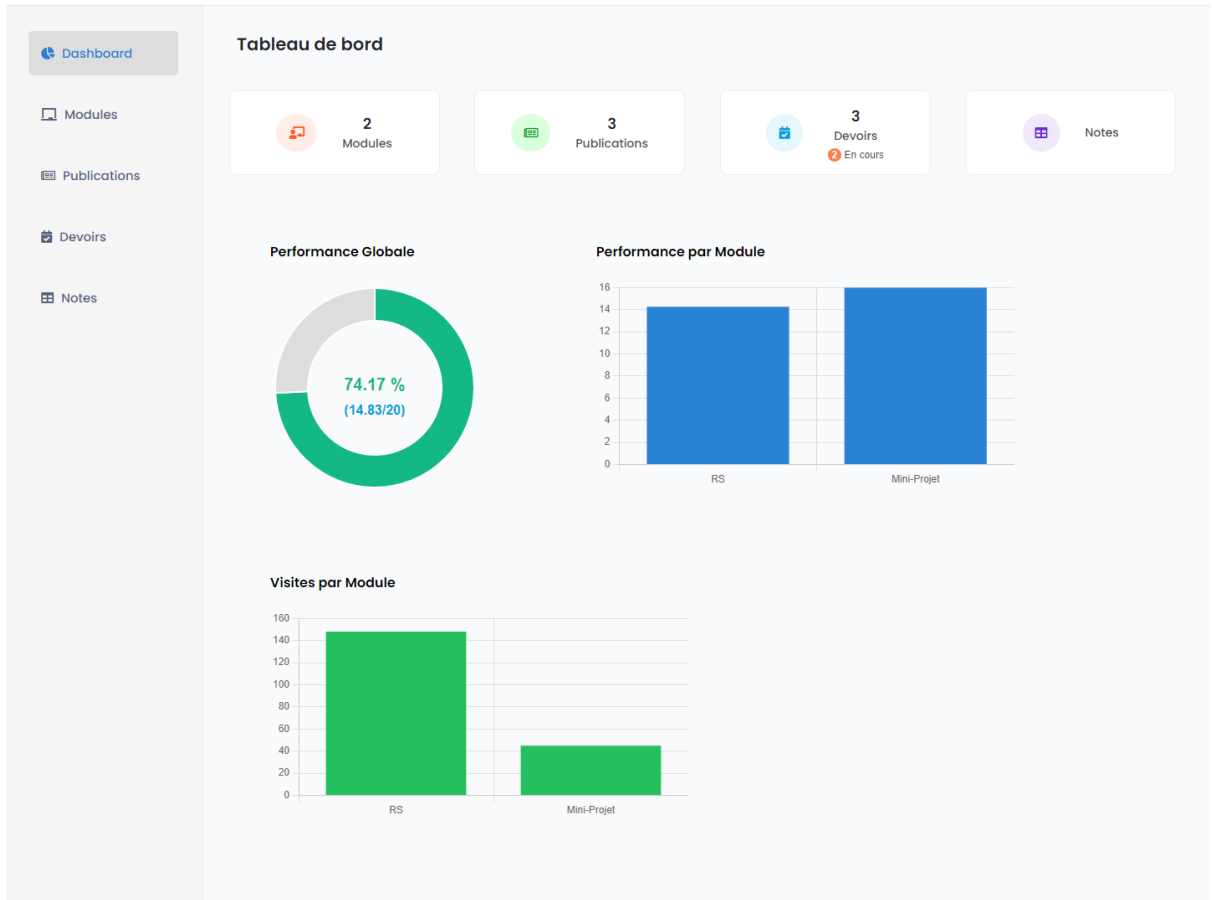 Dashboard
Modules
Publications
Devoirs
Notes
Tableau de bord
2
Modules
3
Publications
3
Devoirs
2 En cours
Notes
Performance Globale
74.17 %
(14.83/20)
Performance par Module
16
14
12
10
8
6
4
2
0
RS Mini-Projet
Visites par Module
160
140
120
100
80
60
40
20
0
RS Mini-Projet